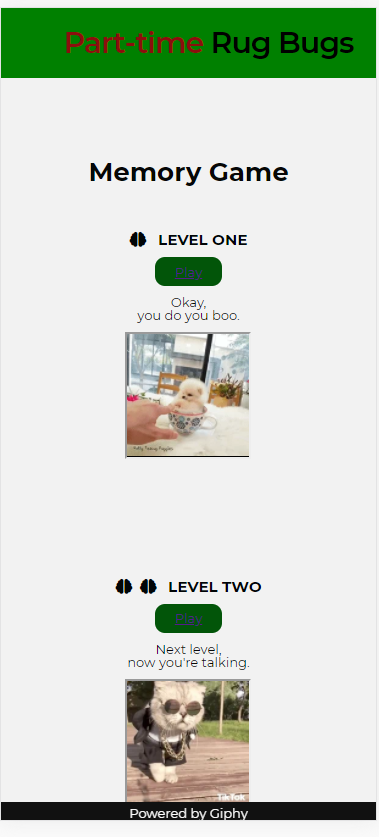 Part-time Rug Bugs
Memory Game
LEVEL ONE
Play
Okay,
you do you boo.
LEVEL TWO
Play
Next level,
now you're talking.
TikTok
Powered by Giphy